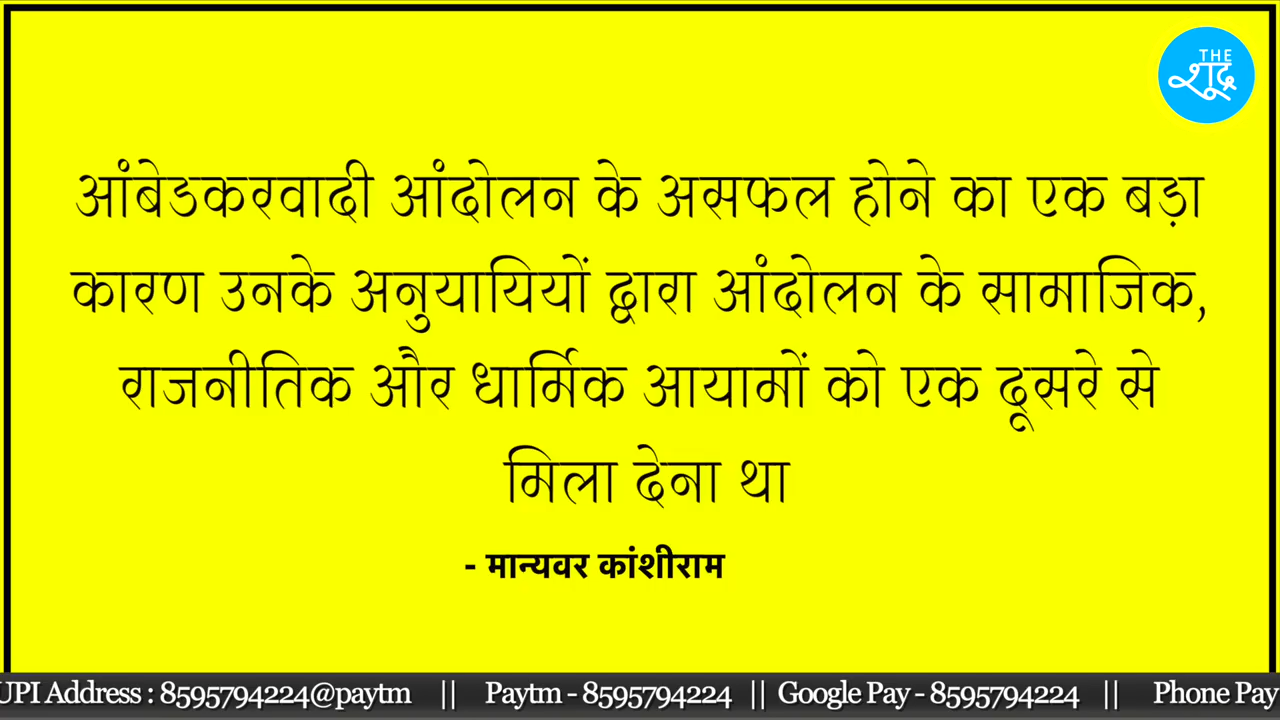 THE
शूद्र
आंबेडकरवादी आंदोलन के असफल होने का एक बड़ा
कारण उनके अनुयायियों द्वारा आंदोलन के सामाजिक,
राजनीतिक और धार्मिक आयामों को एक दूसरे से
मिला देना था
- मान्यवर कांशीराम
UPI Address : 8595794224@paytm || Paytm - 8595794224 || Google Pay - 8595794224 || Phone Pay